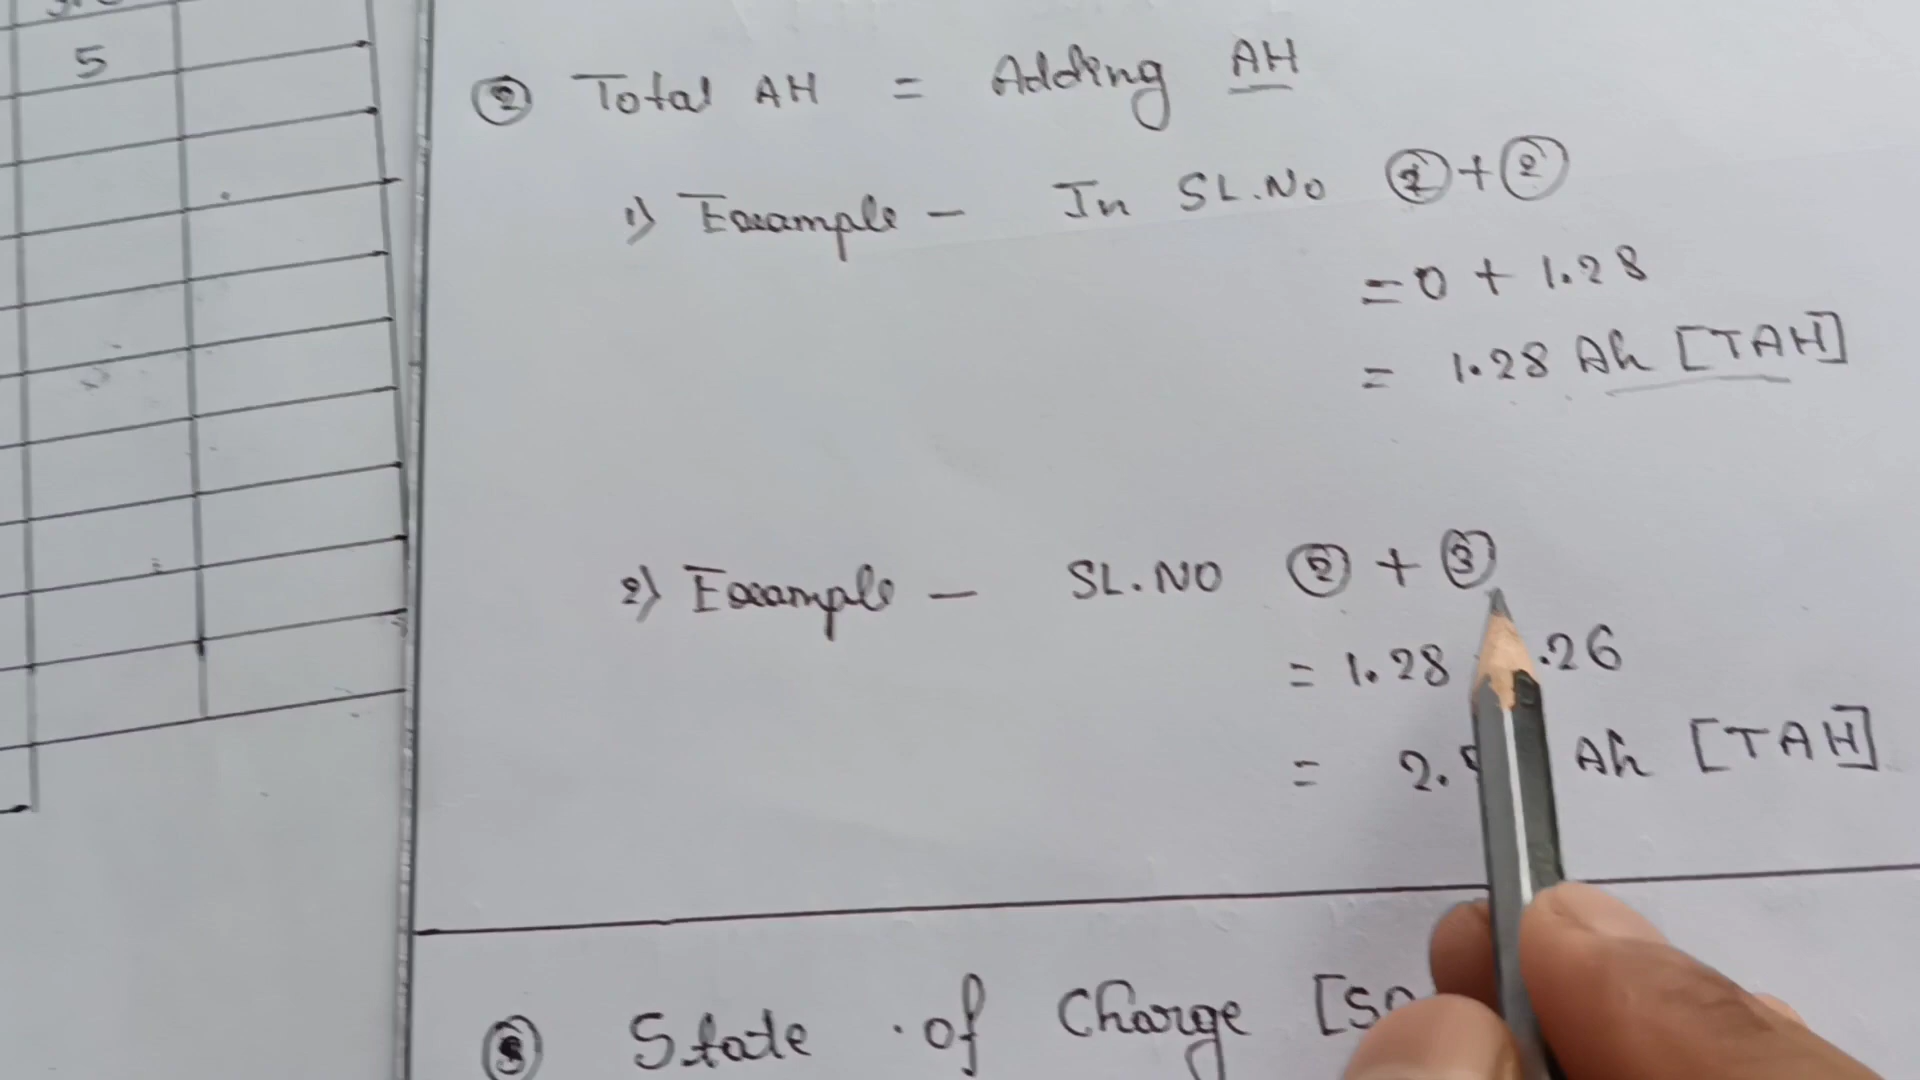 5
② Total AH = Adding AH
1) Example - In SL.NO ① + ②
= 0 + 1.28
= 1.28 Ah [TAH]
2) Example - SL.NO ② + ③
= 1.28 .26
= 2. Ah [TAH]
③ State of Charge